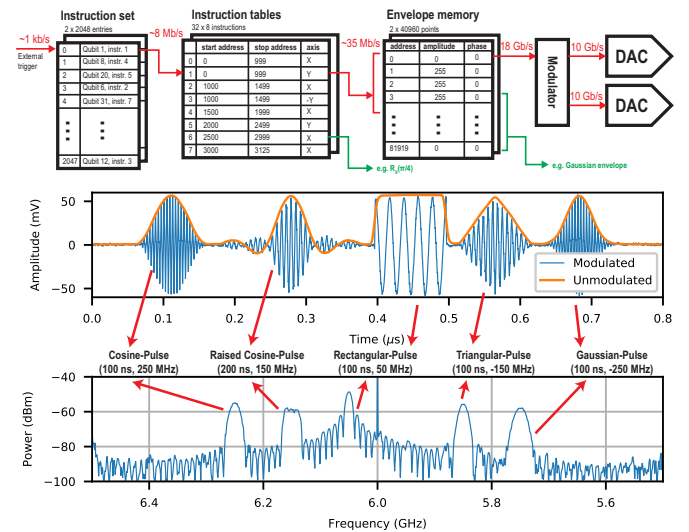 Instruction set
2 x 2048 entries
~1 kb/s
External
trigger
0 Qubit 1, instr. 1
1 Qubit 8, instr. 4
2 Qubit 20, instr. 5
3 Qubit 6, instr. 2
4 Qubit 31, instr. 7
2047 Qubit 12, instr. 3
~8 Mb/s
Instruction tables
32 x 8 instructions
start address stop address axis
0 0 999 X
1 0 999 Y
2 1000 1499 X
3 1000 1499 -Y
4 1500 1999 X
5 2000 2499 Y
6 2500 2999 X
7 3000 3125 X
e.g. Rx(π/4)
~35 Mb/s
Envelope memory
2 x 40960 points
address amplitude phase
0 0 0
1 255 0
2 255 0
3 255 0
81919 0 0
e.g. Gaussian envelope
18 Gb/s
Modulator
10 Gb/s
DAC
10 Gb/s
DAC
Amplitude (mV)
50
0
−50
Modulated
Unmodulated
0.0 0.1 0.2 0.3 0.4 0.5 0.6 0.7 0.8
Time (μs)
Cosine-Pulse
(100 ns, 250 MHz)
Raised Cosine-Pulse
(200 ns, 150 MHz)
Rectangular-Pulse
(100 ns, 50 MHz)
Triangular-Pulse
(100 ns, -150 MHz)
Gaussian-Pulse
(100 ns, -250 MHz)
Power (dBm)
−40
−60
−80
−100
6.4 6.2 6.0 5.8 5.6
Frequency (GHz)